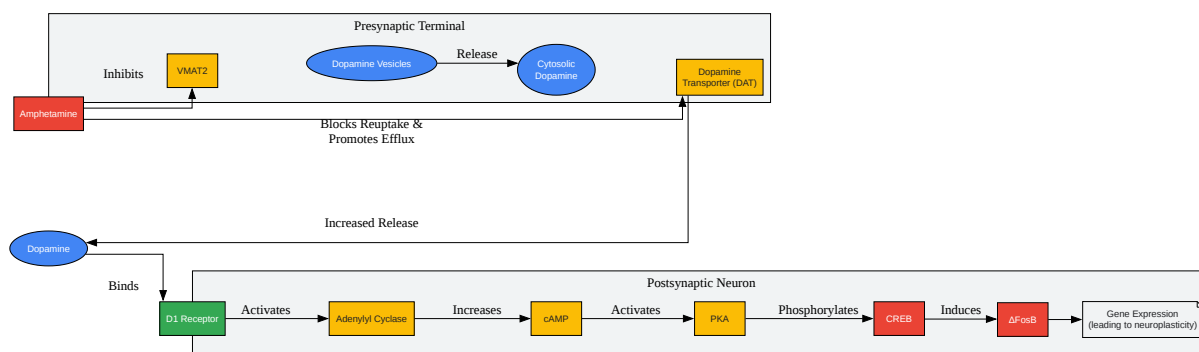 Presynaptic Terminal
Inhibits
VMAT2
Dopamine Vesicles
Release
Cytosolic
Dopamine
Dopamine
Transporter (DAT)
Amphetamine
Blocks Reuptake &
Promotes Efflux
Increased Release
Dopamine
Binds
Postsynaptic Neuron
D1 Receptor
Activates
Adenylyl Cyclase
Increases
cAMP
Activates
PKA
Phosphorylates
CREB
Induces
ΔFosB
Gene Expression
(leading to neuroplasticity)